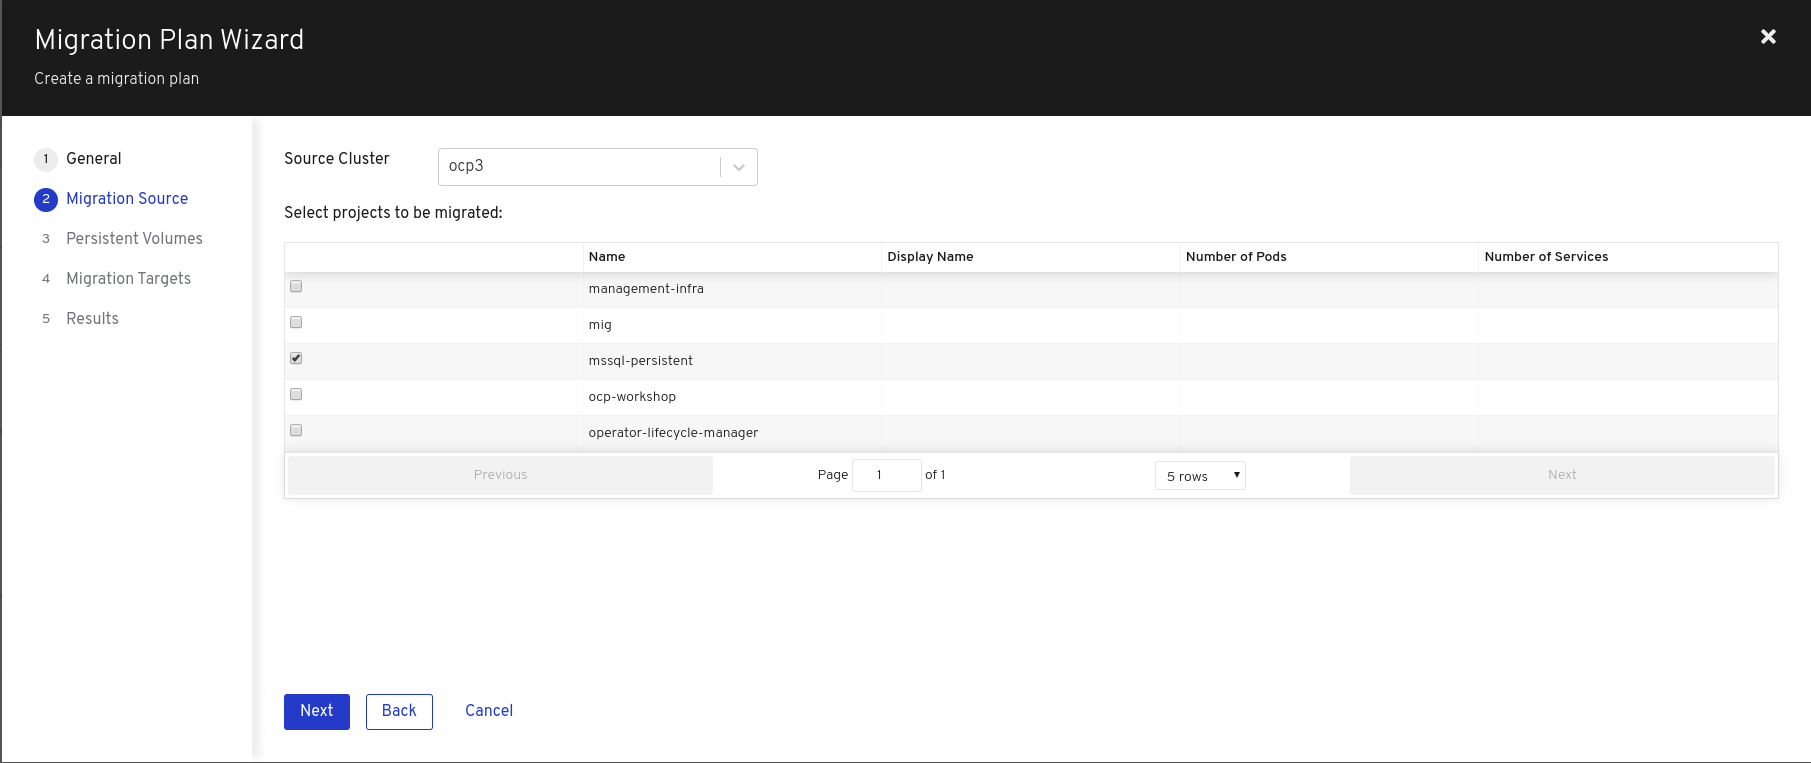 Migration Plan Wizard
Create a migration plan
1 General
2 Migration Source
3 Persistent Volumes
4 Migration Targets
5 Results
Source Cluster ocp3
Select projects to be migrated:
Name Display Name Number of Pods Number of Services
management-infra
mig
mssql-persistent
ocp-workshop
operator-lifecycle-manager
Previous Page 1 of 1 5 rows Next
Next Back Cancel